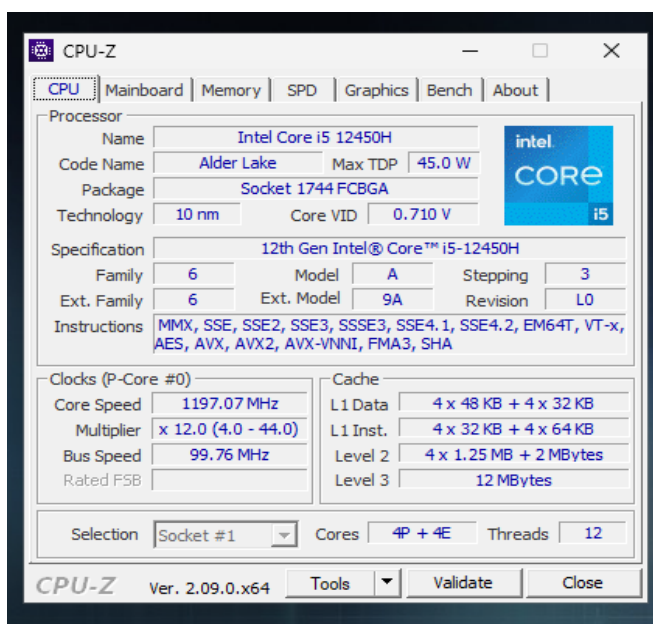 CPU-Z
CPU Mainboard Memory SPD Graphics Bench About
Processor
Name Intel Core i5 12450H
Code Name Alder Lake Max TDP 45.0 W
Package Socket 1744 FCBGA
Technology 10 nm Core VID 0.710 V
intel
CORE
i5
Specification 12th Gen Intel® Core™ i5-12450H
Family 6 Model A Stepping 3
Ext. Family 6 Ext. Model 9A Revision L0
Instructions MMX, SSE, SSE2, SSE3, SSSE3, SSE4.1, SSE4.2, EM64T, VT-x,
AES, AVX, AVX2, AVX-VNNI, FMA3, SHA
Clocks (P-Core #0)
Core Speed 1197.07 MHz
Multiplier x 12.0 (4.0 - 44.0)
Bus Speed 99.76 MHz
Rated FSB
Cache
L1 Data 4 x 48 KB + 4 x 32 KB
L1 Inst. 4 x 32 KB + 4 x 64 KB
Level 2 4 x 1.25 MB + 2 MBytes
Level 3 12 MBytes
Selection Socket #1 Cores 4P + 4E Threads 12
CPU-Z Ver. 2.09.0.x64 Tools Validate Close